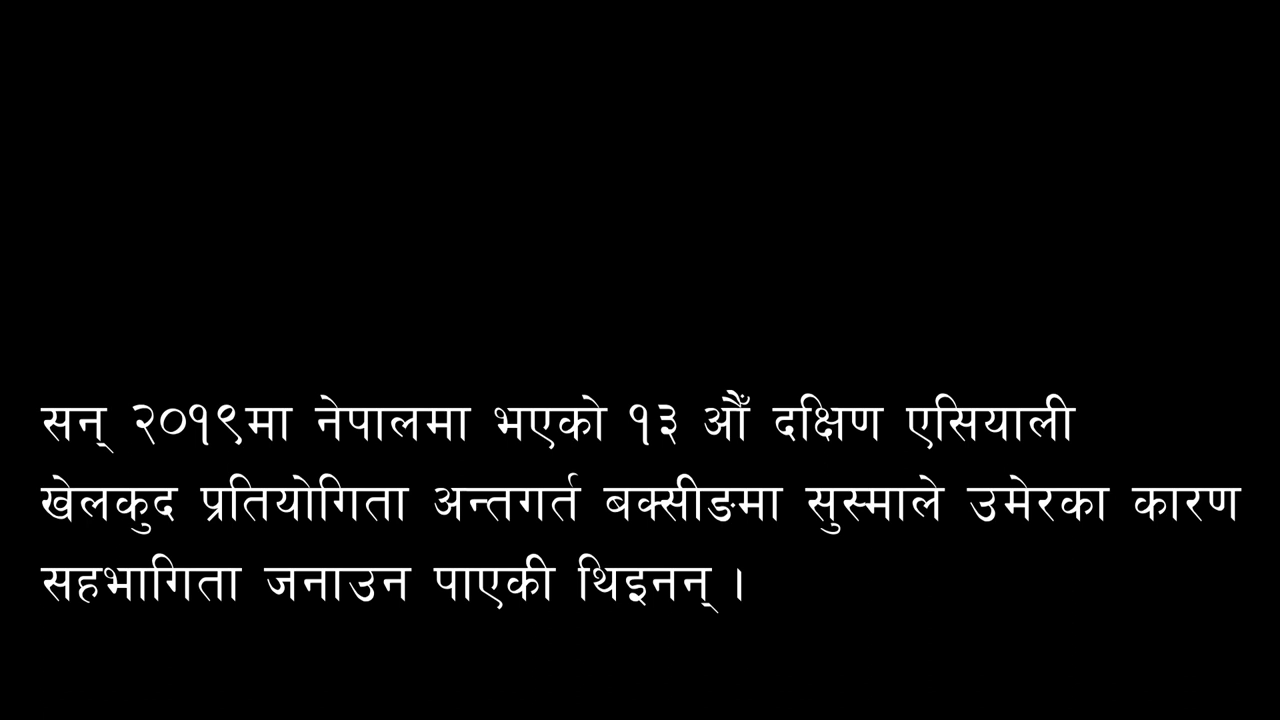 सन् २०१९मा नेपालमा भएको १३ औँ दक्षिण एसियाली
खेलकुद प्रतियोगिता अन्तगर्त बक्सीङमा सुस्माले उमेरका कारण
सहभागिता जनाउन पाएकी थिइनन् ।